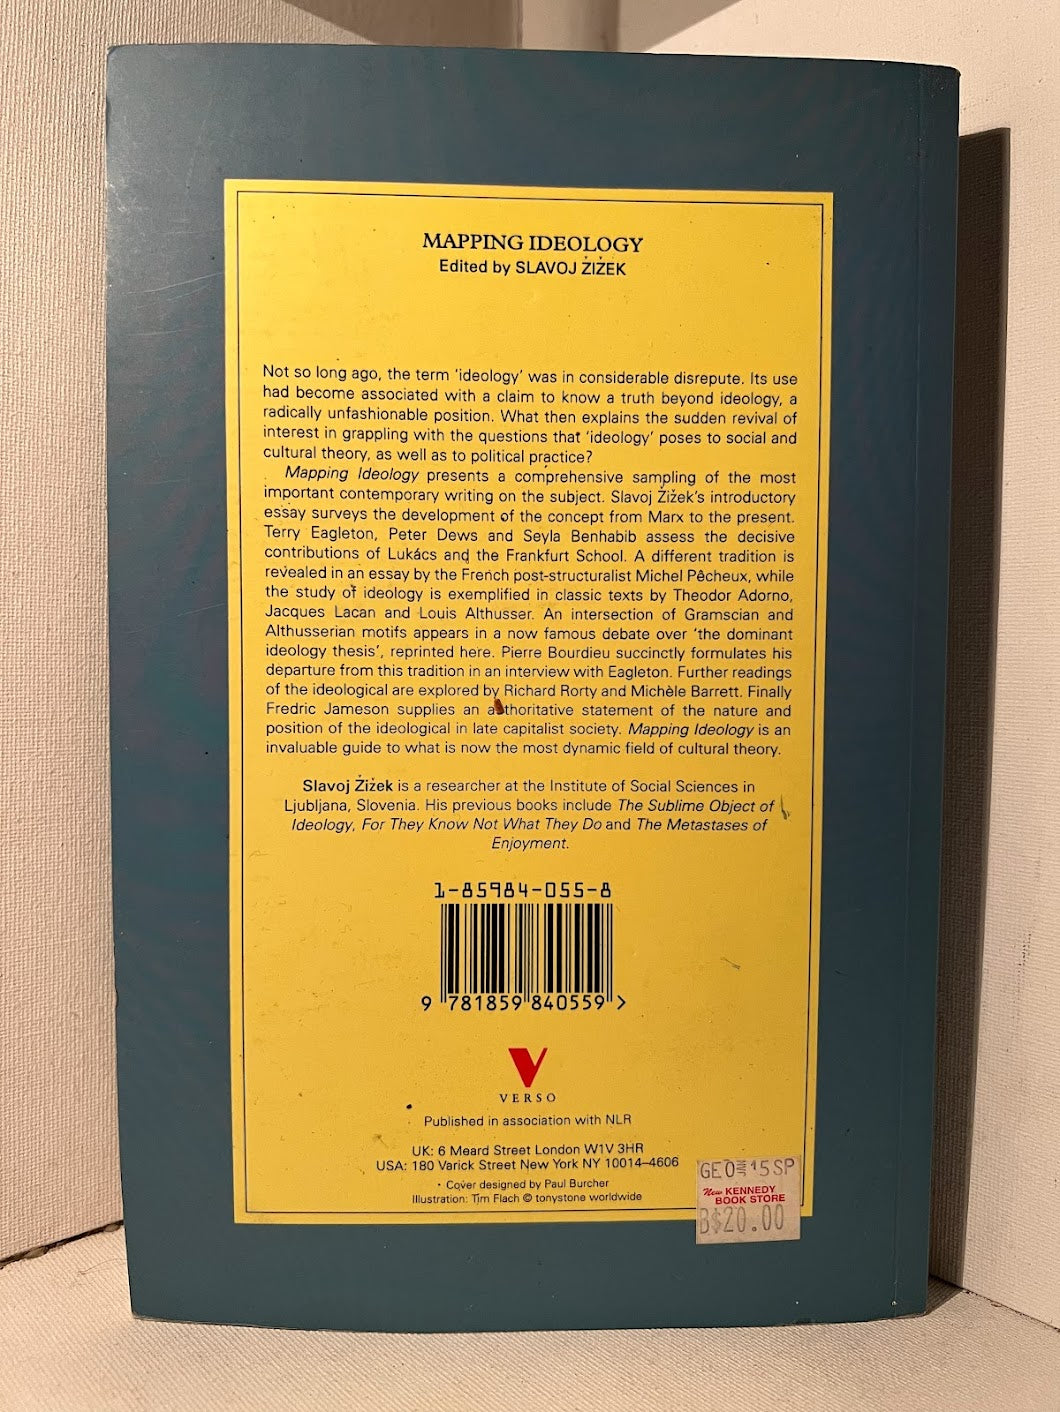 MAPPING IDEOLOGY
Edited by SLAVOJ ŽIŽEK
Not so long ago, the term ‘ideology’ was in considerable disrepute. Its use
had become associated with a claim to know a truth beyond ideology, a
radically unfashionable position. What then explains the sudden revival of
interest in grappling with the questions that ‘ideology’ poses to social and
cultural theory, as well as to political practice?
Mapping Ideology presents a comprehensive sampling of the most
important contemporary writing on the subject. Slavoj Žižek’s introductory
essay surveys the development of the concept from Marx to the present.
Terry Eagleton, Peter Dews and Seyla Benhabib assess the decisive
contributions of Lukács and the Frankfurt School. A different tradition is
revealed in an essay by the French post-structuralist Michel Pêcheux, while
the study of ideology is exemplified in classic texts by Theodor Adorno,
Jacques Lacan and Louis Althusser. An intersection of Gramscian and
Althusserian motifs appears in a now famous debate over ‘the dominant
ideology thesis’, reprinted here. Pierre Bourdieu succinctly formulates his
departure from this tradition in an interview with Eagleton. Further readings
of the ideological are explored by Richard Rorty and Michèle Barrett. Finally
Fredric Jameson supplies an authoritative statement of the nature and
position of the ideological in late capitalist society. Mapping Ideology is an
invaluable guide to what is now the most dynamic field of cultural theory.
Slavoj Žižek is a researcher at the Institute of Social Sciences in
Ljubljana, Slovenia. His previous books include The Sublime Object of
Ideology, For They Know Not What They Do and The Metastases of
Enjoyment.
1-85984-055-8
9 781859 840559 >
VERSO
Published in association with NLR
UK: 6 Meard Street London W1V 3HR
USA: 180 Varick Street New York NY 10014–4606
Cover designed by Paul Burcher
Illustration: Tim Flach © tonystone worldwide
15 SP
New KENNEDY
BOOK STORE
B$20.00